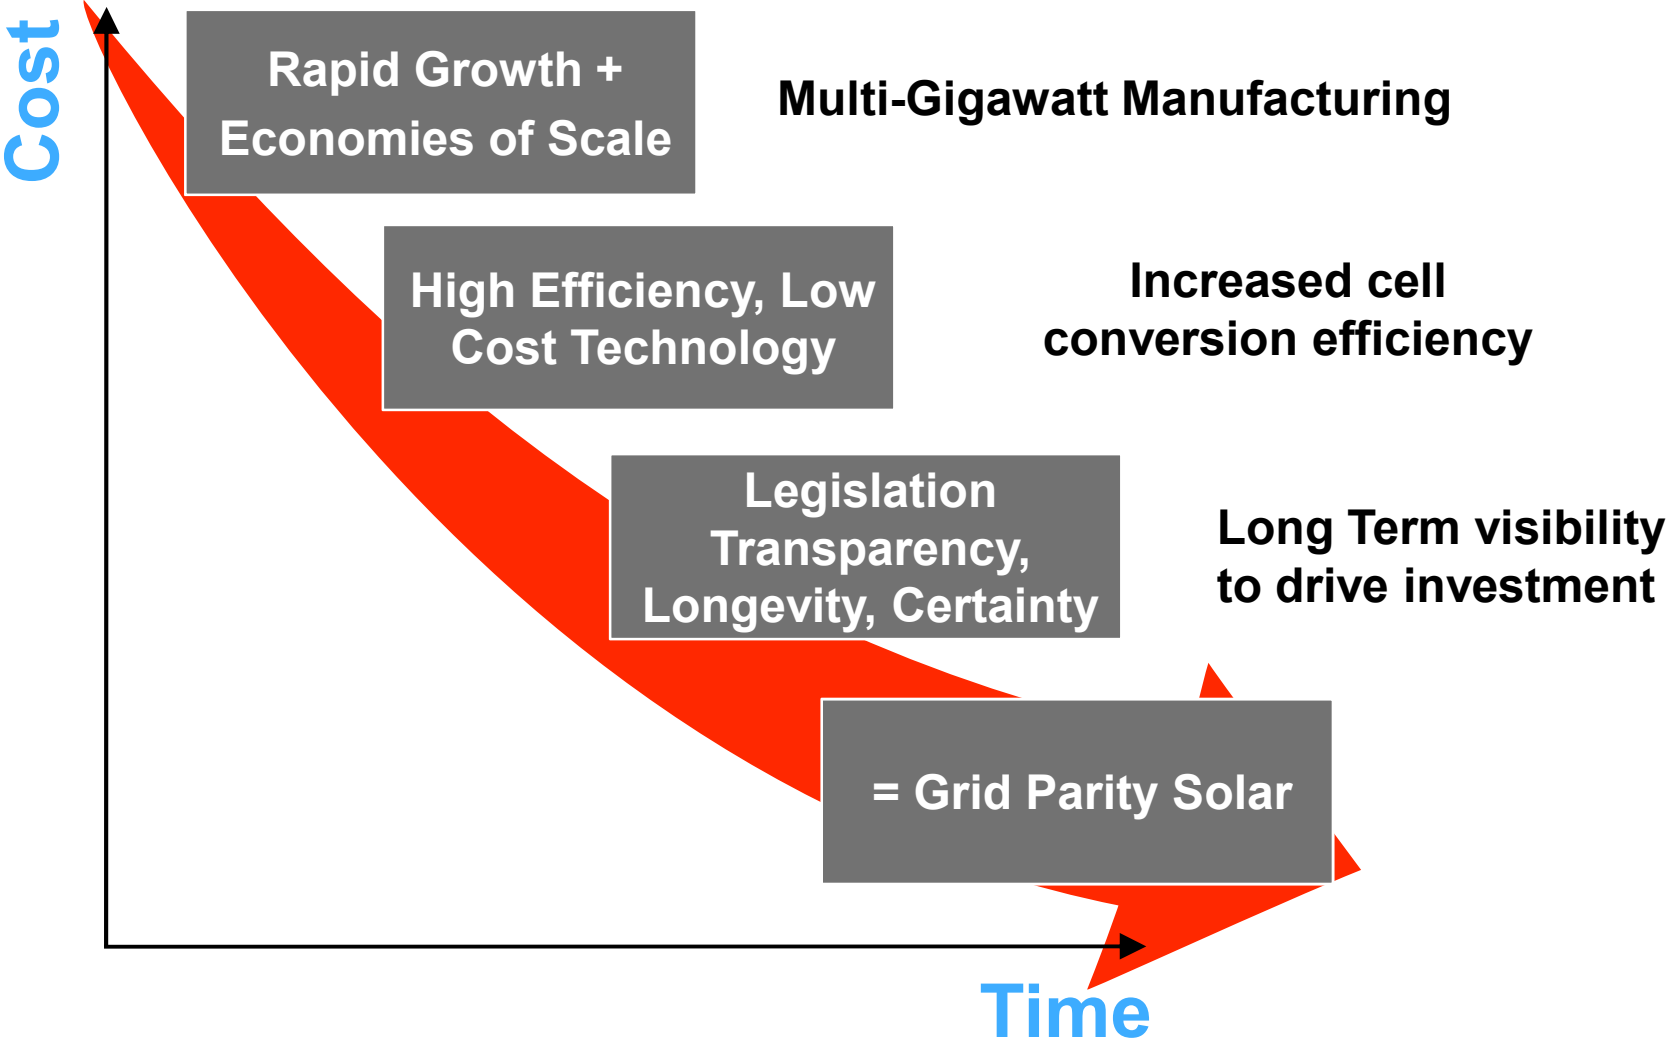 Cost
Rapid Growth +
Economies of Scale
Multi-Gigawatt Manufacturing
High Efficiency, Low
Cost Technology
Increased cell
conversion efficiency
Legislation
Transparency,
Longevity, Certainty
Long Term visibility
to drive investment
= Grid Parity Solar
Time